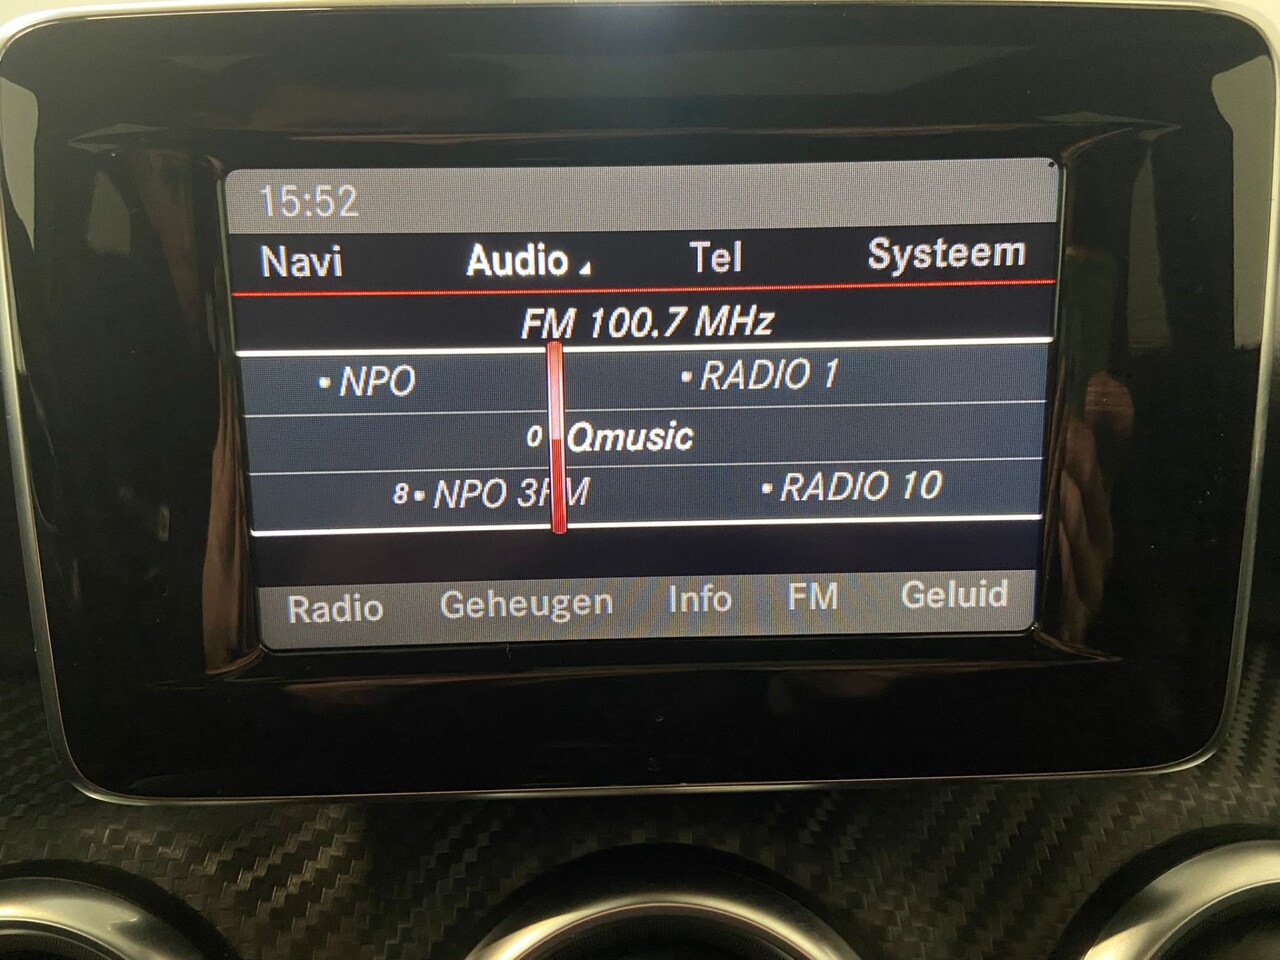 15:52
Navi Audio Tel Systeem
FM 100.7 MHz
• NPO • RADIO 1
0 Qmusic
8• NPO 3FM • RADIO 10
Radio Geheugen Info FM Geluid